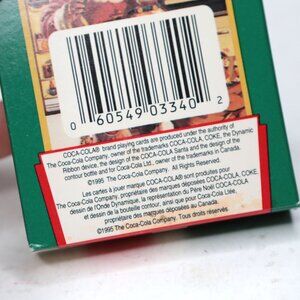 0 60549 03340 2
COCA-COLA® brand playing cards are produced under the authority of
The Coca-Cola Company, owner of the trademarks COCA-COLA, COKE, the Dynamic
Ribbon device, the design of the COCA-COLA Santa and the design of the
contour bottle and for Coca-Cola Ltd., owner of the trademarks in Canada.
©1995 The Coca-Cola Company. All Rights Reserved.
Les cartes à jouer marque COCA-COLA® sont produites pour
The Coca-Cola Company, propriétaire des marques déposées COCA-COLA, COKE,
dessin de l'Onde Dynamique, la représentation du Père Noël COCA-COLA
et dessin de la bouteille contour, ainsi que pour Coca-Cola Ltée,
propriétaire des marques déposées au Canada.
©1995 The Coca-Cola Company. Tous droits réservés.